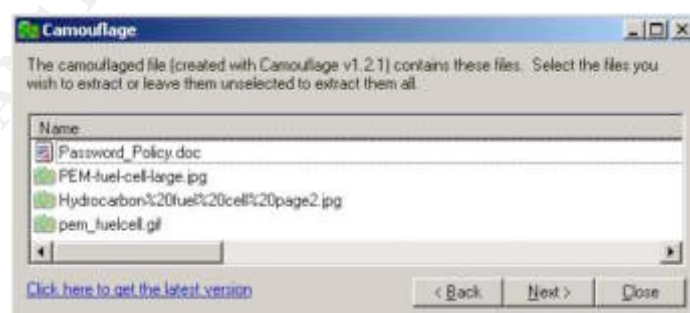 Camouflage
The camouflaged file (created with Camouflage v1.2.1) contains these files. Select the files you
wish to extract or leave them unselected to extract them all.
Name
Password_Policy.doc
PEM-fuel-cell-large.jpg
Hydrocarbon%20fuel%20cell%20page2.jpg
pem_fuelcell.gif
Click here to get the latest version
< Back
Next >
Close